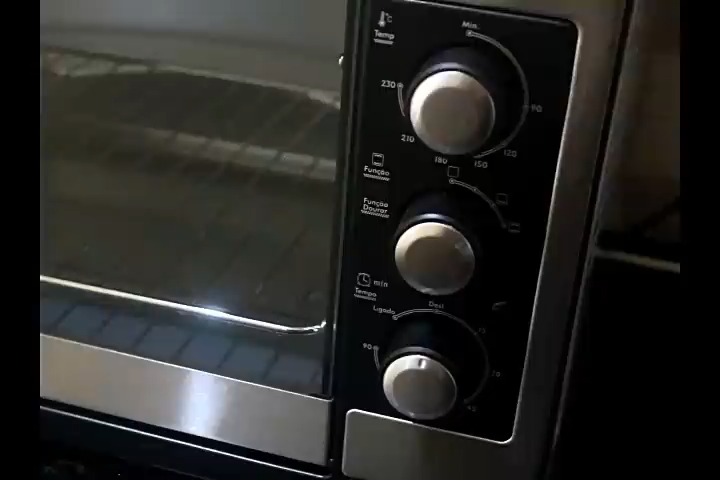 °C
Min.
Temp
230
90
210
120
180
150
Função
Função
Dourar
min
Tempo
Ligado
Desl
90